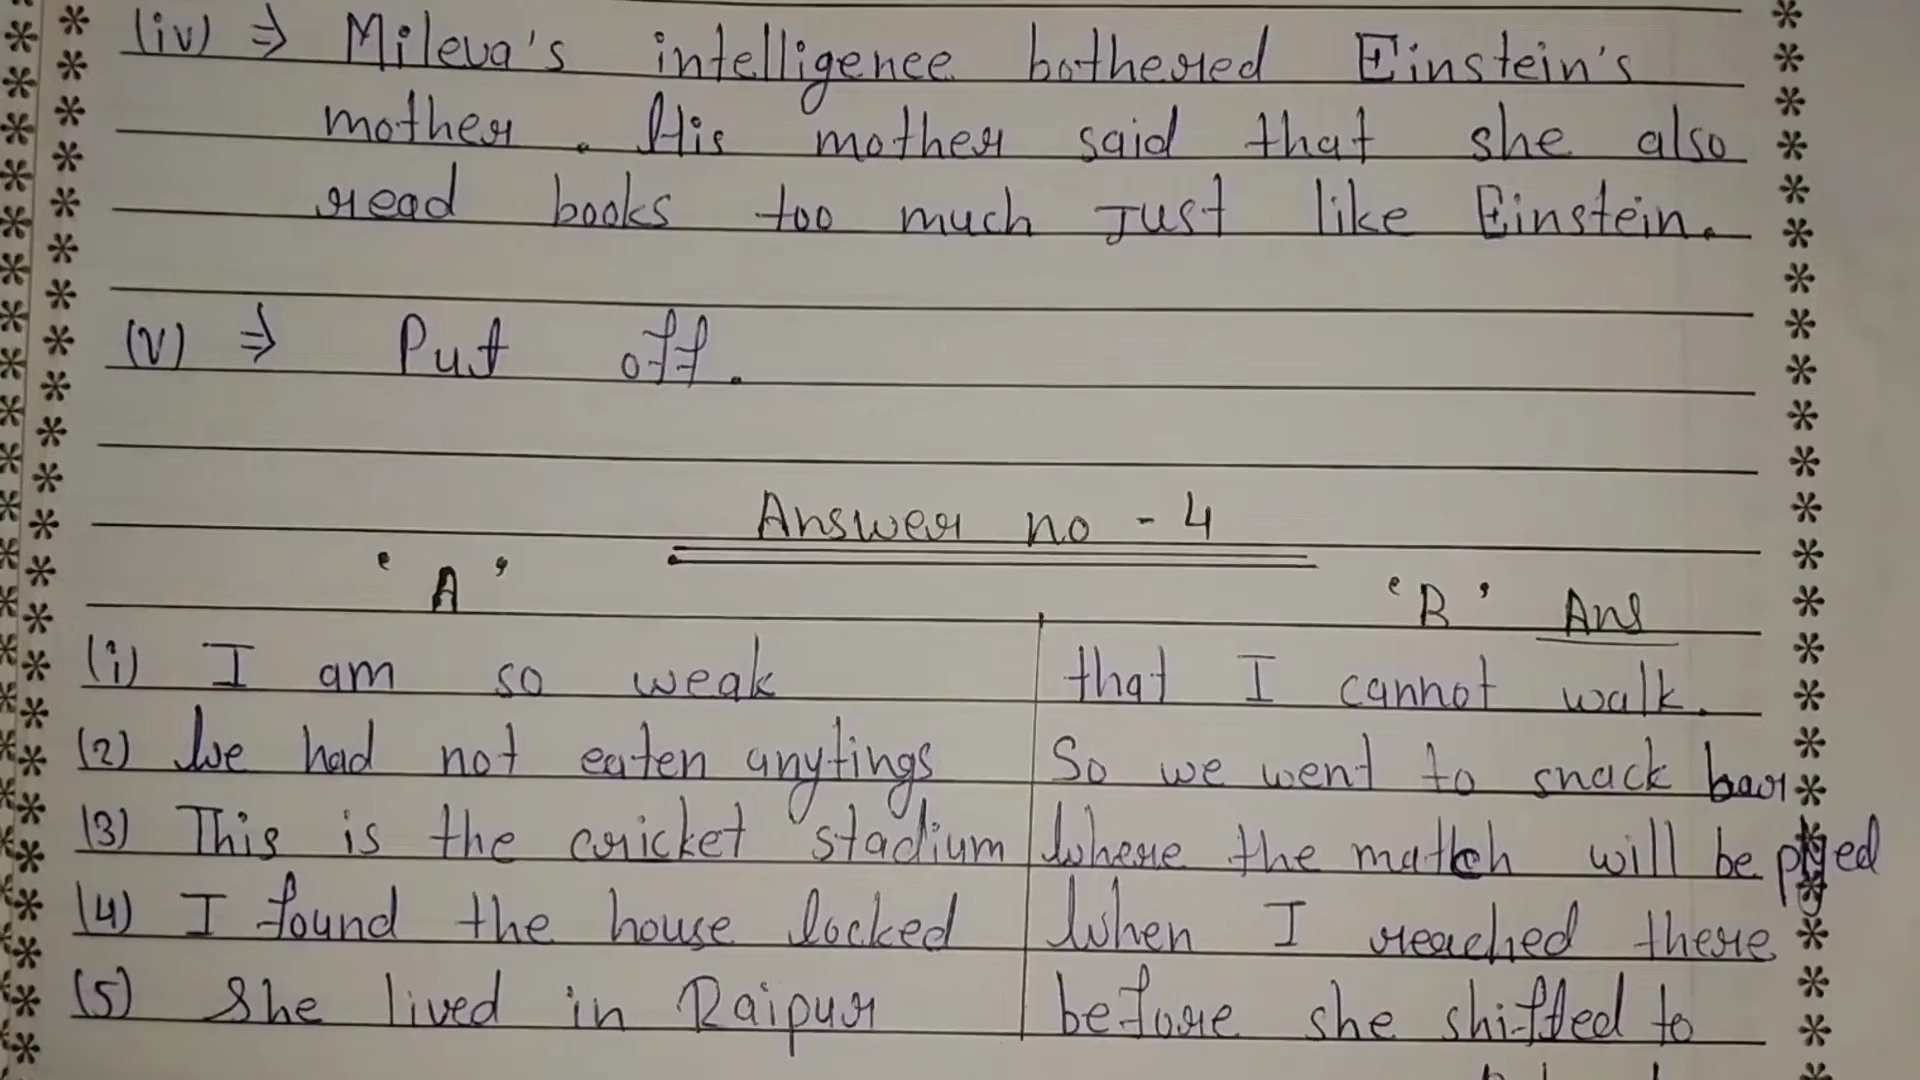 (iv) ⇒ Mileva's intelligence bothered Einstein's
mother. His mother said that she also
read books too much Just like Einstein.
(v) ⇒ Put off.
Answer no - 4
'A' 'B' Ans
(i) I am so weak that I cannot walk.
(2) We had not eaten anytings So we went to snack bar
(3) This is the cricket stadium where the match will be plyed
(4) I found the house locked When I reached there
(5) She lived in Raipur before she shifted to